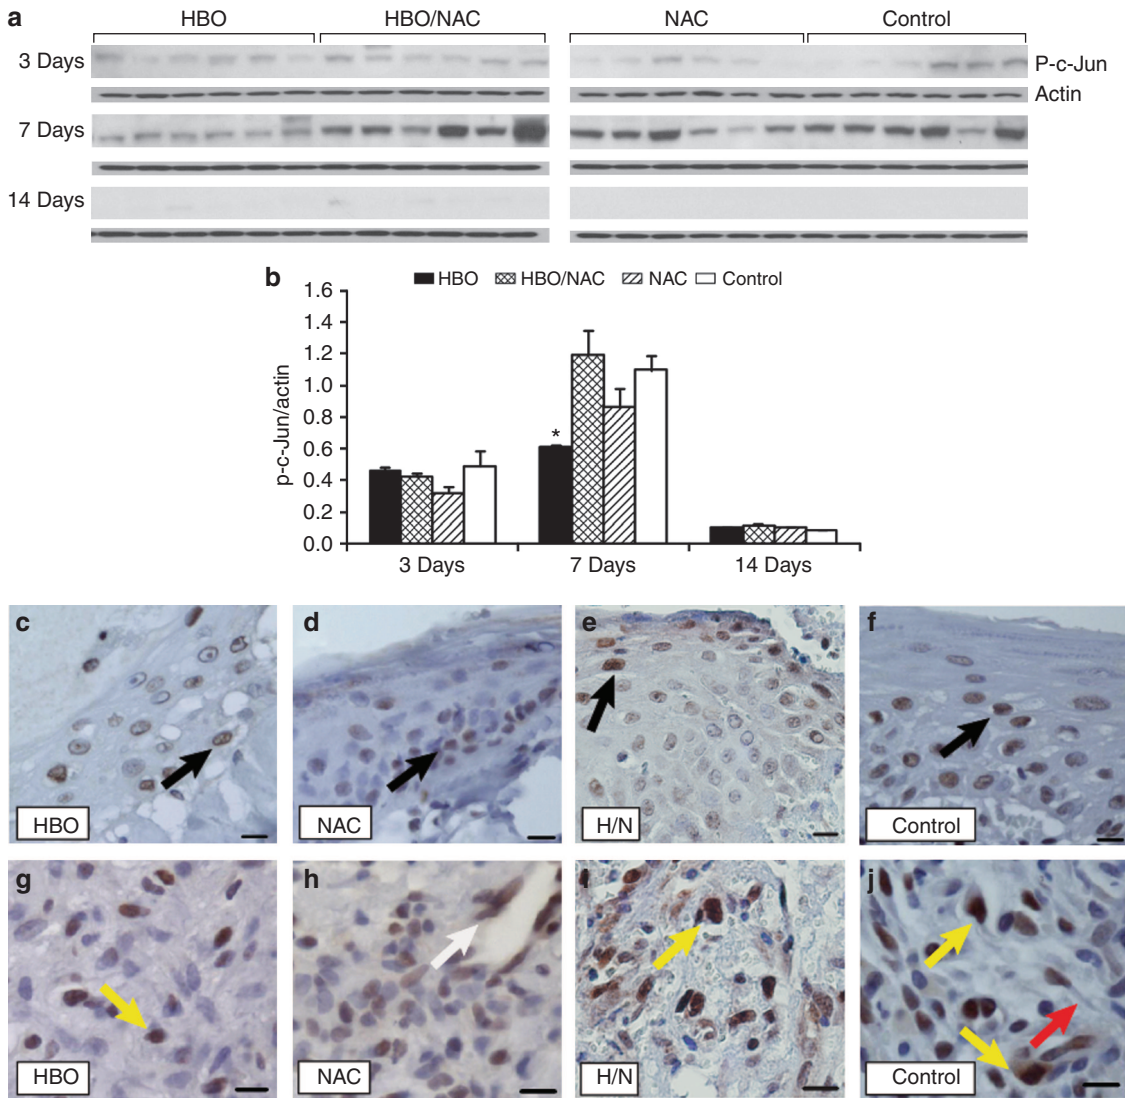 a
HBO HBO/NAC NAC Control
3 Days P-c-Jun
Actin
7 Days
14 Days
b
HBO HBO/NAC NAC Control
1.6
1.4
1.2
1.0
0.8
0.6
0.4
0.2
0.0
p-c-Jun/actin
*
3 Days 7 Days 14 Days
c d e f
HBO NAC H/N Control
g h i j
HBO NAC H/N Control